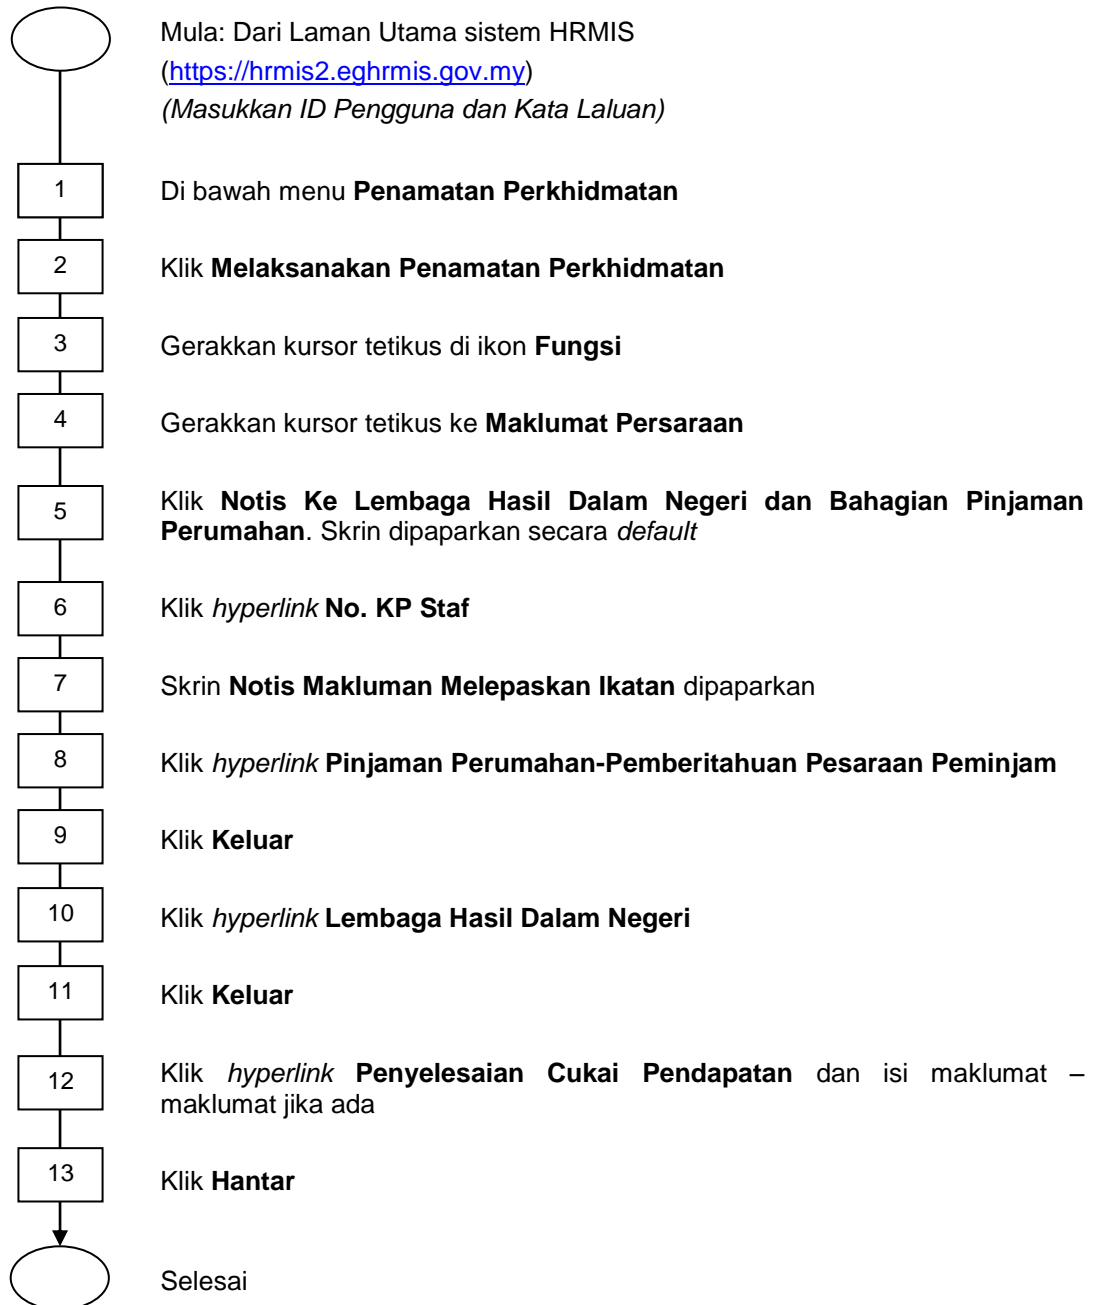 Mula: Dari Laman Utama sistem HRMIS
(https://hrmis2.eghrmis.gov.my)
(Masukkan ID Pengguna dan Kata Laluan)
1
Di bawah menu Penamatan Perkhidmatan
2
Klik Melaksanakan Penamatan Perkhidmatan
3
Gerakkan kursor tetikus di ikon Fungsi
4
Gerakkan kursor tetikus ke Maklumat Persaraan
5
Klik Notis Ke Lembaga Hasil Dalam Negeri dan Bahagian Pinjaman
Perumahan. Skrin dipaparkan secara default
6
Klik hyperlink No. KP Staf
7
Skrin Notis Makluman Melepaskan Ikatan dipaparkan
8
Klik hyperlink Pinjaman Perumahan-Pemberitahuan Pesaraan Peminjam
9
Klik Keluar
10
Klik hyperlink Lembaga Hasil Dalam Negeri
11
Klik Keluar
12
Klik hyperlink Penyelesaian Cukai Pendapatan dan isi maklumat –
maklumat jika ada
13
Klik Hantar
Selesai